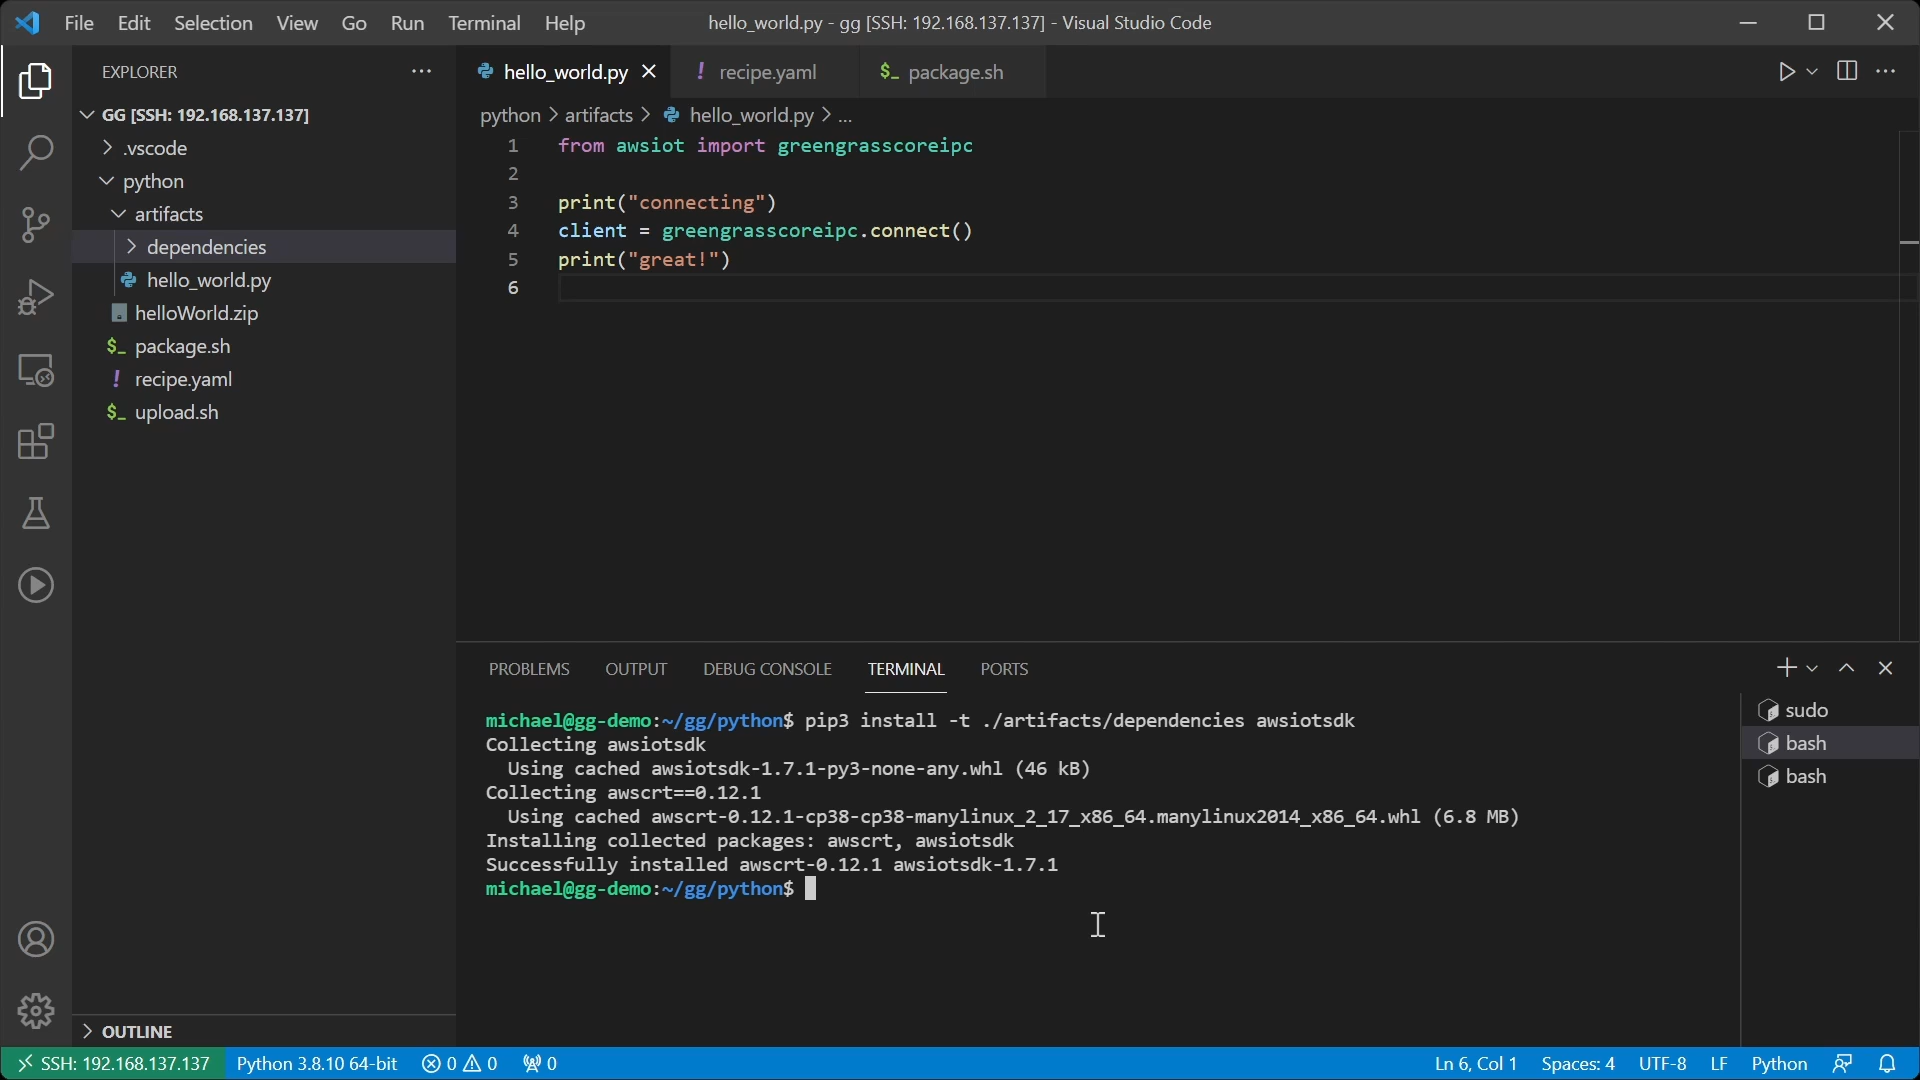 File Edit Selection View Go Run Terminal Help
hello_world.py - gg [SSH: 192.168.137.137] - Visual Studio Code
EXPLORER
GG [SSH: 192.168.137.137]
.vscode
python
artifacts
dependencies
hello_world.py
helloWorld.zip
$_ package.sh
! recipe.yaml
$_ upload.sh
OUTLINE
hello_world.py ! recipe.yaml $_ package.sh
python > artifacts > hello_world.py > ...
1 from awsiot import greengrasscoreipc
2
3 print("connecting")
4 client = greengrasscoreipc.connect()
5 print("great!")
6
PROBLEMS OUTPUT DEBUG CONSOLE TERMINAL PORTS
michael@gg-demo:~/gg/python$ pip3 install -t ./artifacts/dependencies awsiotsdk
Collecting awsiotsdk
Using cached awsiotsdk-1.7.1-py3-none-any.whl (46 kB)
Collecting awscrt==0.12.1
Using cached awscrt-0.12.1-cp38-cp38-manylinux_2_17_x86_64.manylinux2014_x86_64.whl (6.8 MB)
Installing collected packages: awscrt, awsiotsdk
Successfully installed awscrt-0.12.1 awsiotsdk-1.7.1
michael@gg-demo:~/gg/python$
sudo
bash
bash
SSH: 192.168.137.137 Python 3.8.10 64-bit 0 0 0 Ln 6, Col 1 Spaces: 4 UTF-8 LF Python